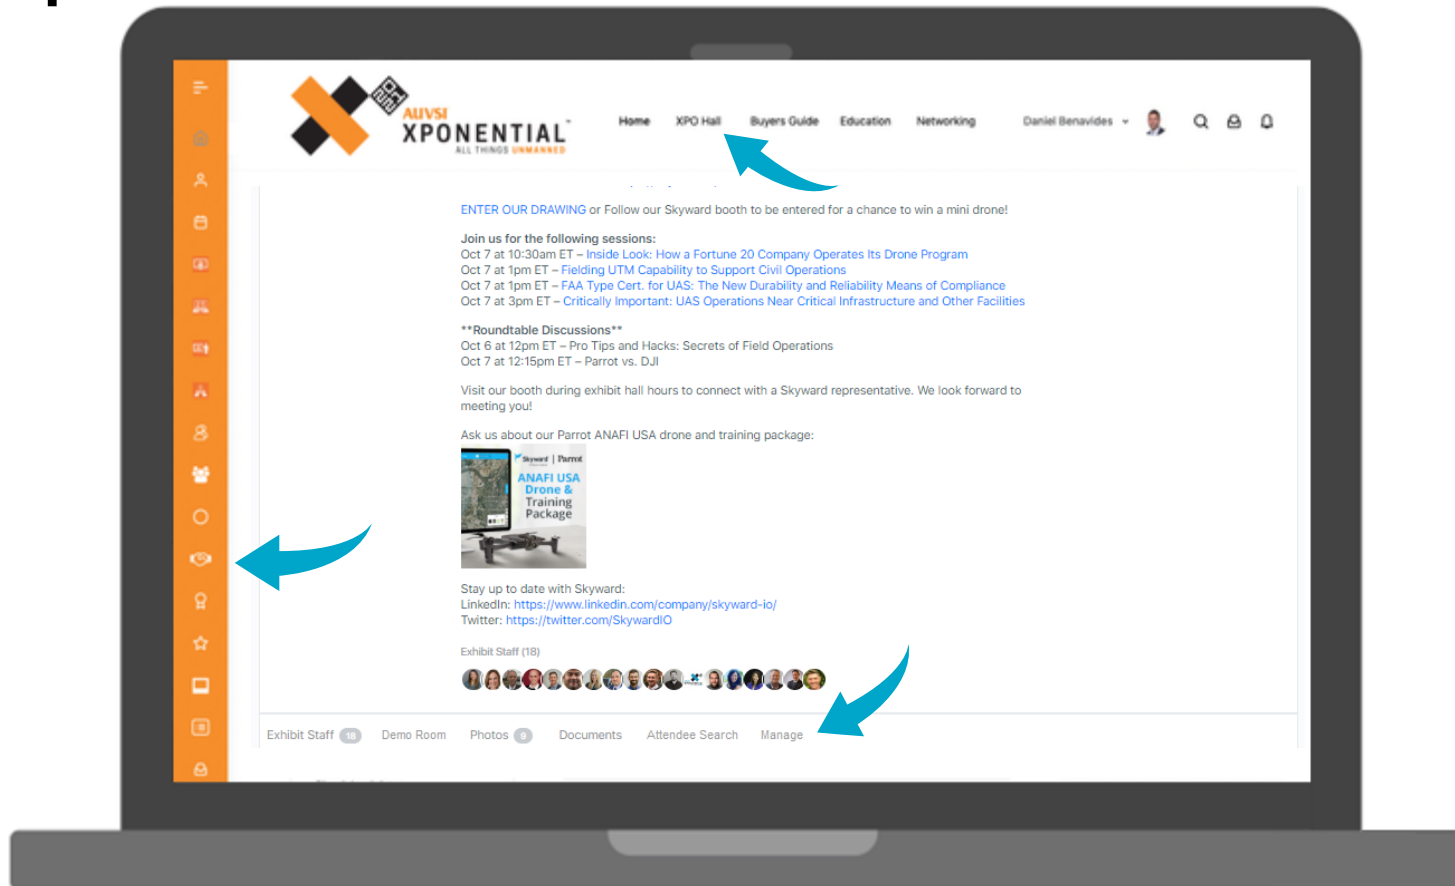 AUVSI
XPONENTIAL
ALL THINGS UNMANNED
Home XPO Hall Buyers Guide Education Networking Daniel Benavides
ENTER OUR DRAWING or Follow our Skyward booth to be entered for a chance to win a mini drone!
Join us for the following sessions:
Oct 7 at 10:30am ET – Inside Look: How a Fortune 20 Company Operates Its Drone Program
Oct 7 at 1pm ET – Fielding UTM Capability to Support Civil Operations
Oct 7 at 1pm ET – FAA Type Cert. for UAS: The New Durability and Reliability Means of Compliance
Oct 7 at 3pm ET – Critically Important: UAS Operations Near Critical Infrastructure and Other Facilities
**Roundtable Discussions**
Oct 6 at 12pm ET – Pro Tips and Hacks: Secrets of Field Operations
Oct 7 at 12:15pm ET – Parrot vs. DJI
Visit our booth during exhibit hall hours to connect with a Skyward representative. We look forward to
meeting you!
Ask us about our Parrot ANAFI USA drone and training package:
Skyward | Parrot
ANAFI USA
Drone &
Training
Package
Stay up to date with Skyward:
LinkedIn: https://www.linkedin.com/company/skyward-io/
Twitter: https://twitter.com/SkywardIO
Exhibit Staff (18)
Exhibit Staff 18 Demo Room Photos 9 Documents Attendee Search Manage